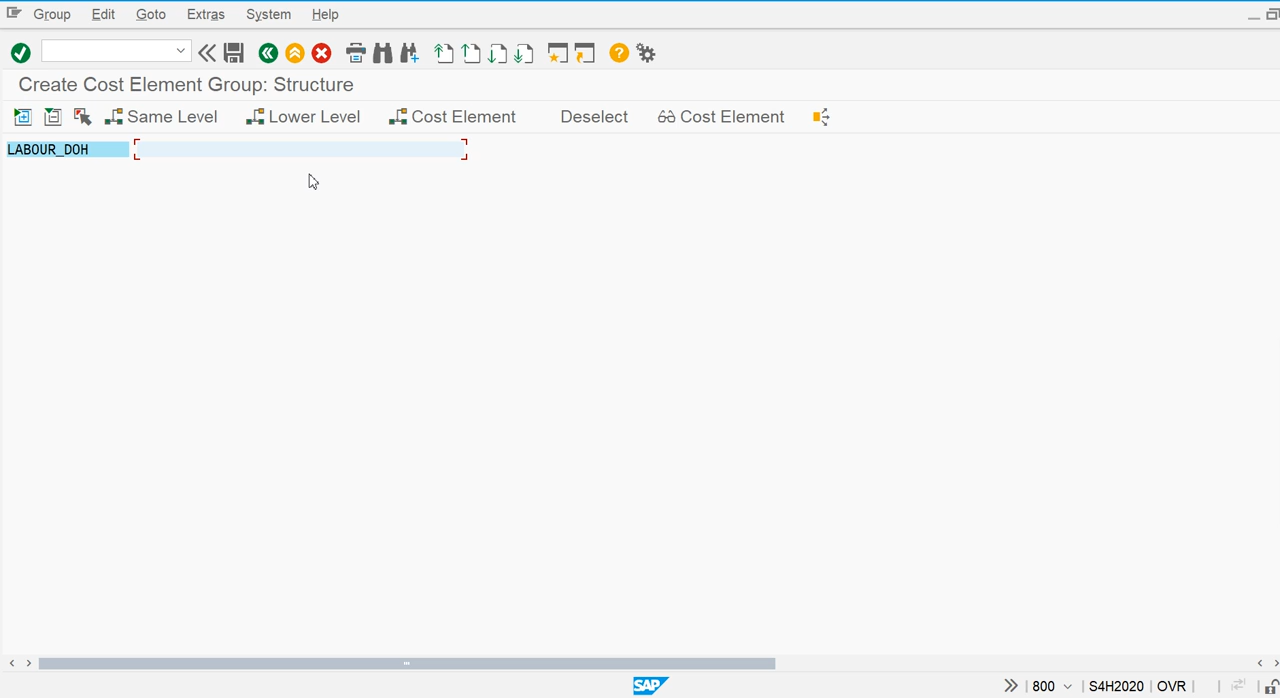 Group Edit Goto Extras System Help
Create Cost Element Group: Structure
Same Level Lower Level Cost Element Deselect Cost Element
LABOUR_DOH
SAP 800 S4H2020 OVR